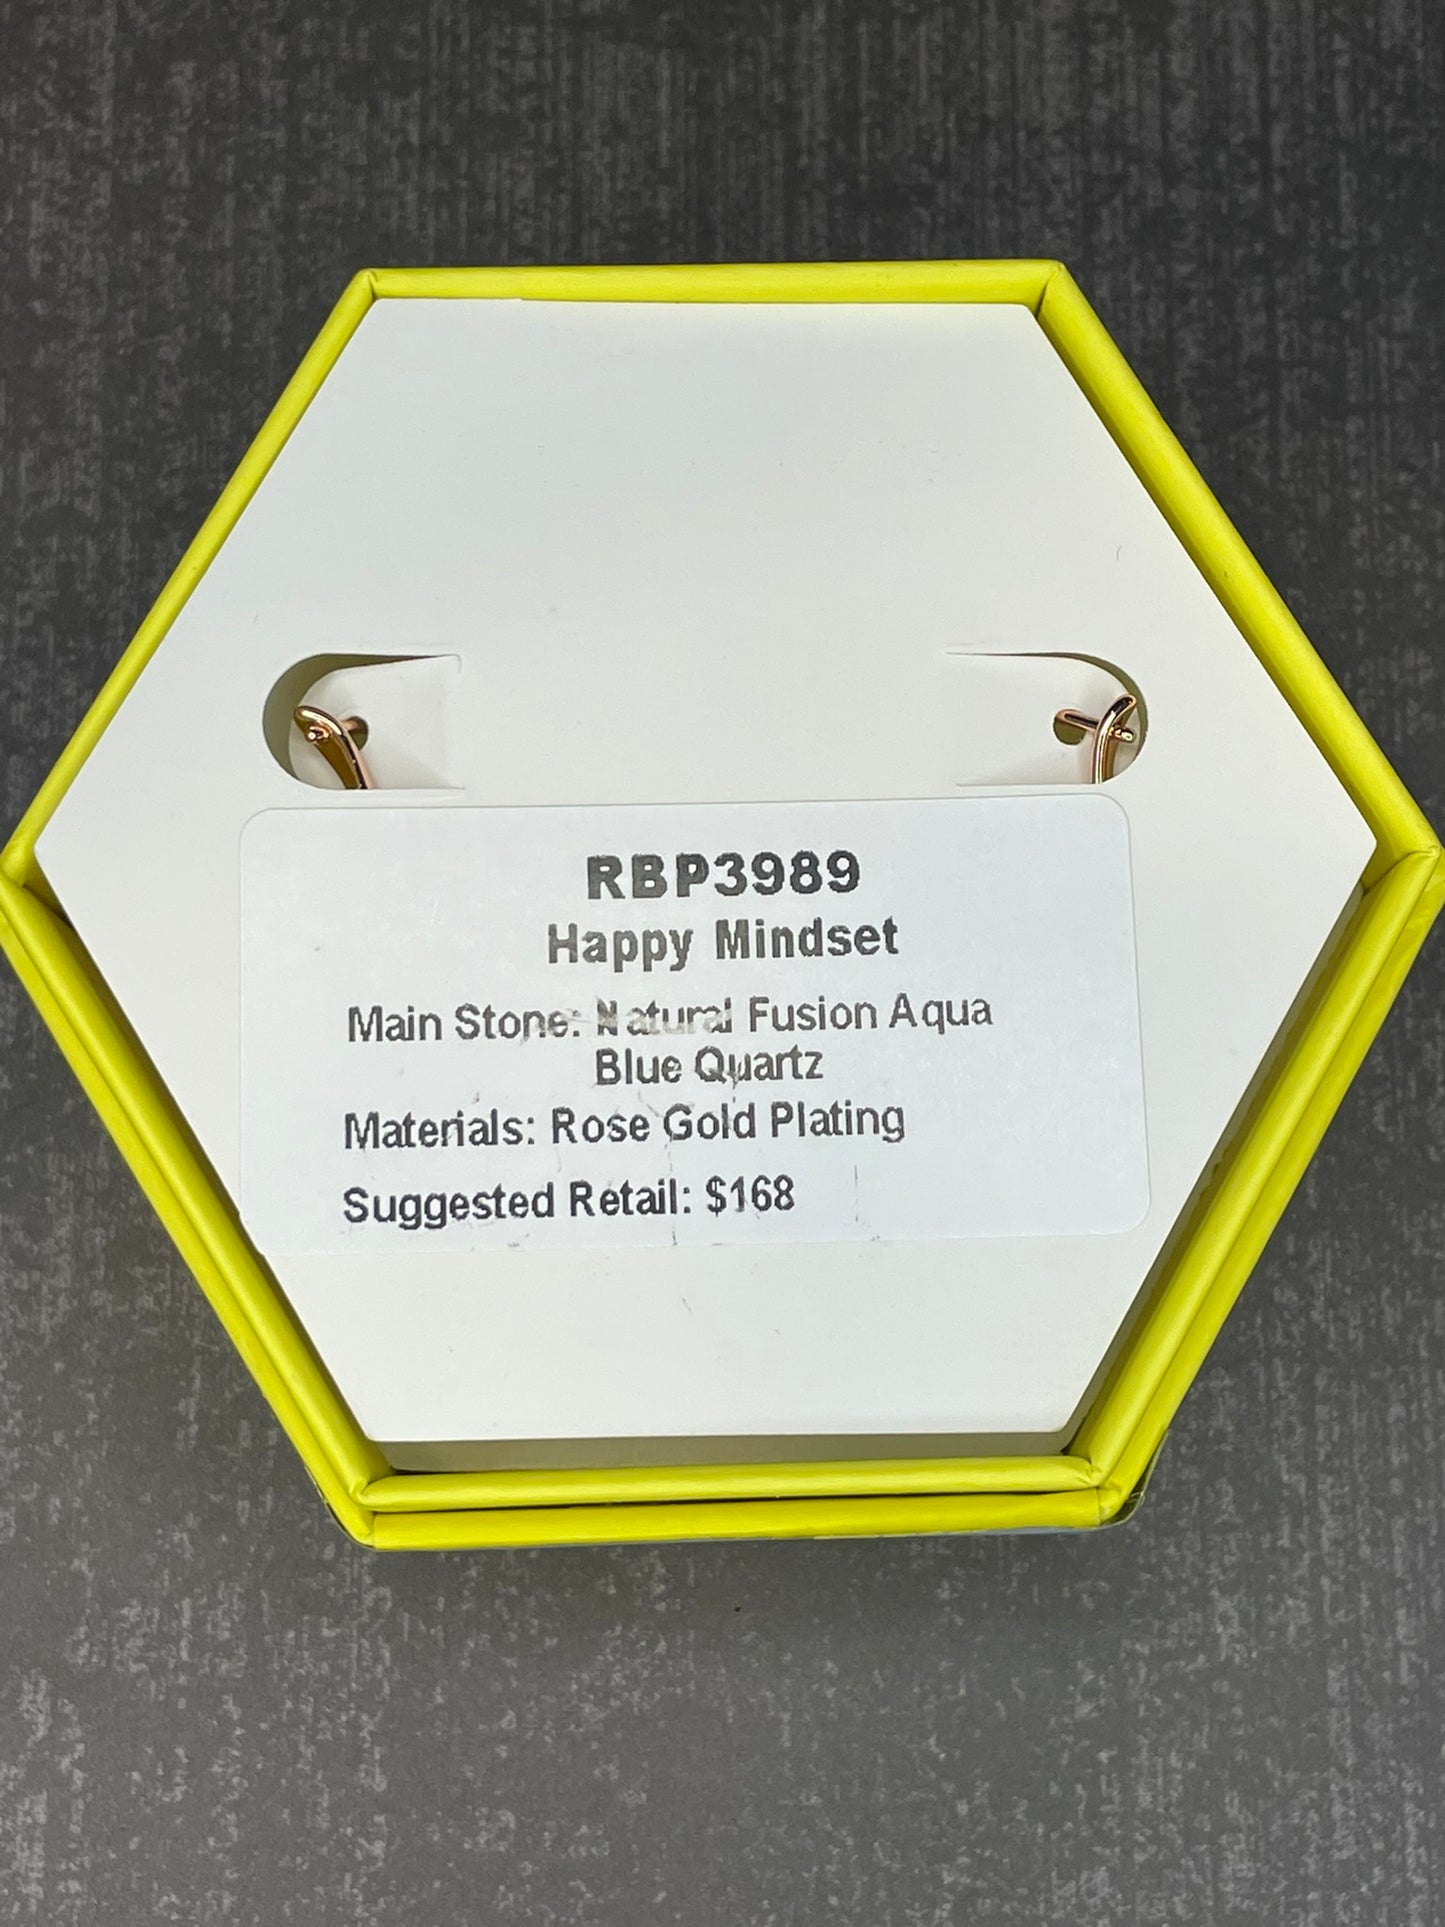 RBP3989
Happy Mindset
Main Stone: Natural Fusion Aqua
Blue Quartz
Materials: Rose Gold Plating
Suggested Retail: $168